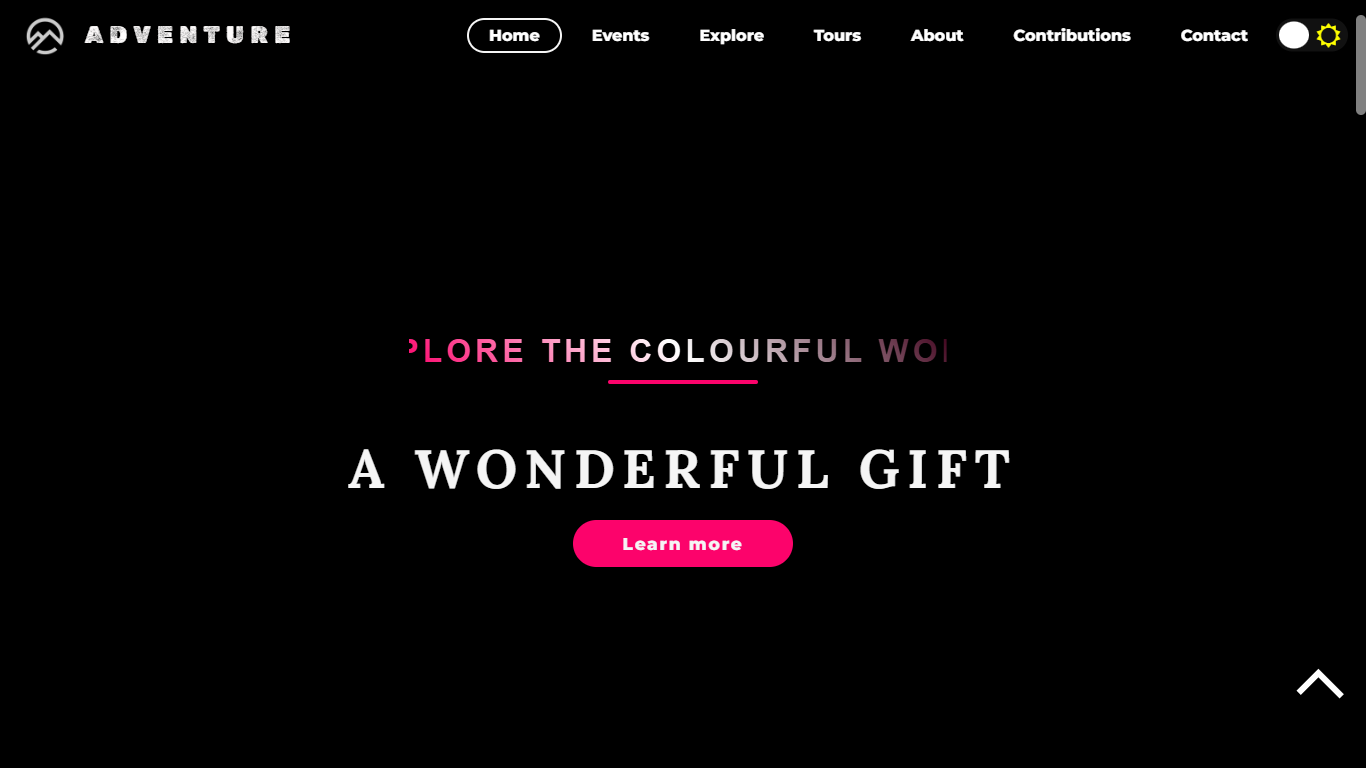 ADVENTURE
Home
Events
Explore
Tours
About
Contributions
Contact
PLORE THE COLOURFUL WO
A WONDERFUL GIFT
Learn more